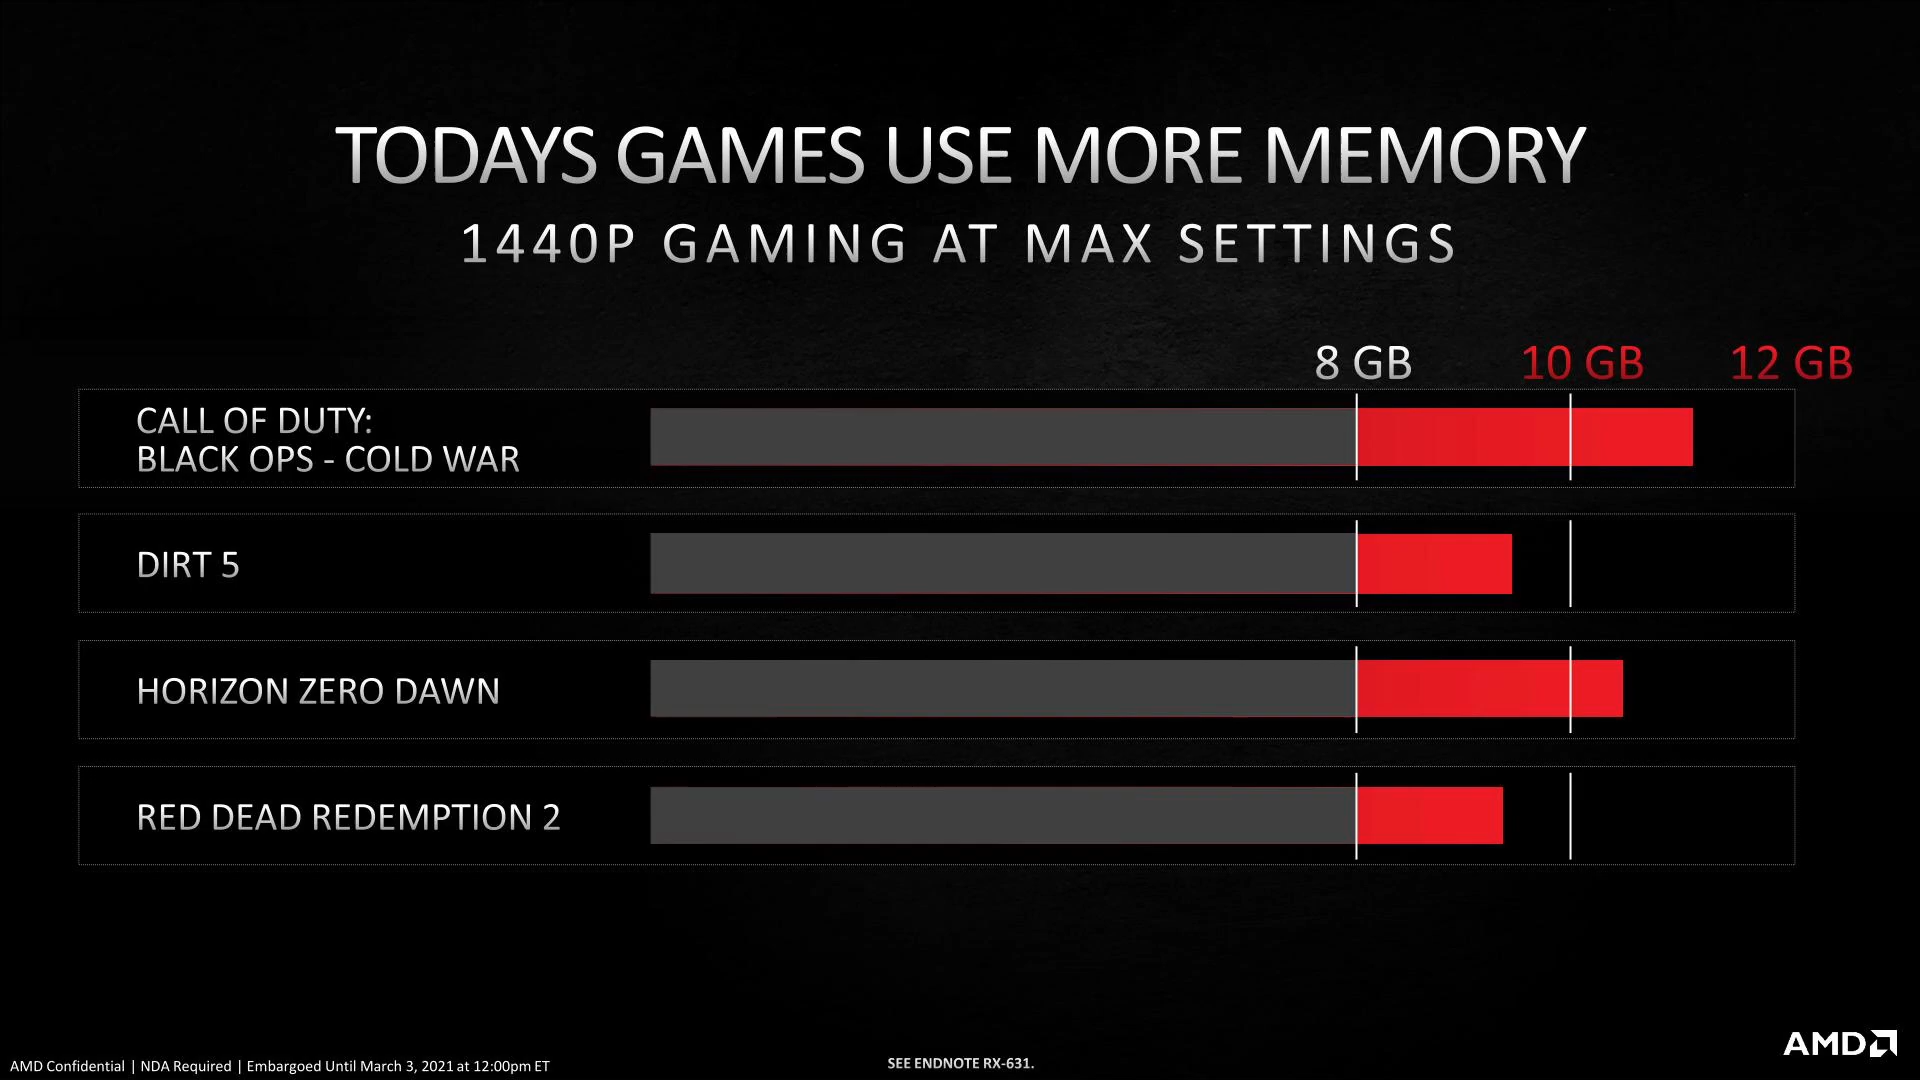 TODAYS GAMES USE MORE MEMORY
1440P GAMING AT MAX SETTINGS
8 GB 10 GB 12 GB
CALL OF DUTY:
BLACK OPS - COLD WAR
DIRT 5
HORIZON ZERO DAWN
RED DEAD REDEMPTION 2
AMD Confidential | NDA Required | Embargoed Until March 3, 2021 at 12:00pm ET
SEE ENDNOTE RX-631.
AMD